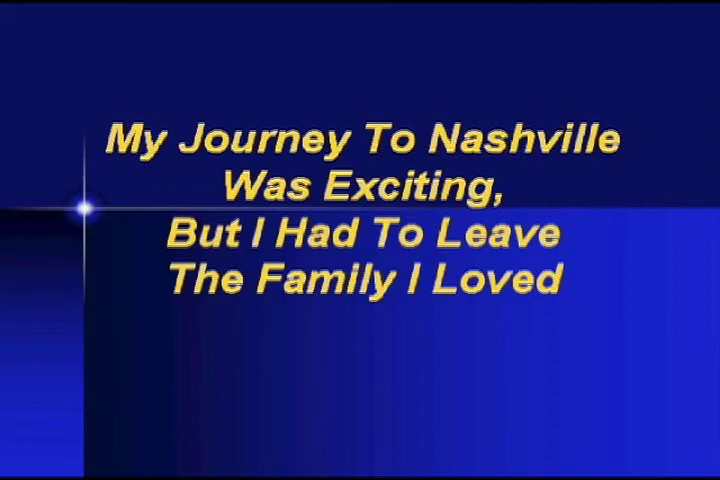 My Journey To Nashville
Was Exciting,
But I Had To Leave
The Family I Loved